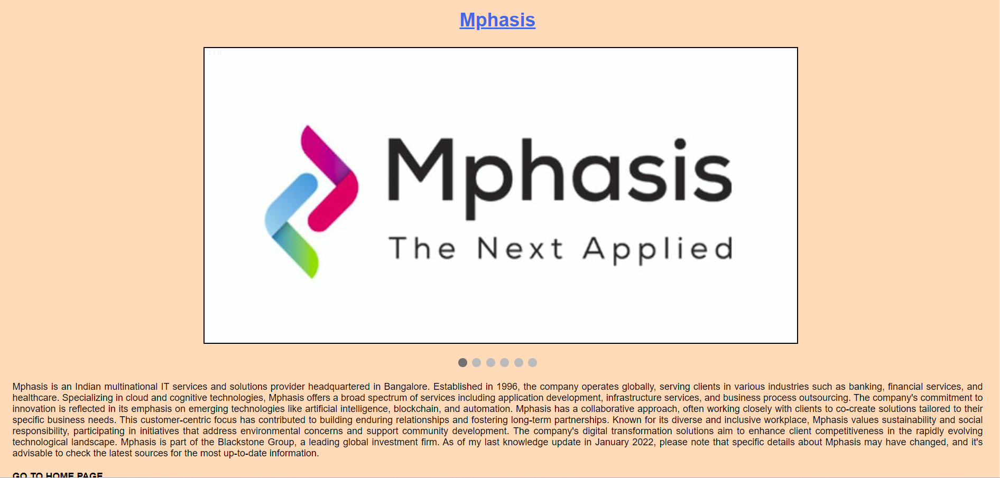 Mphasis
1 / 6
Mphasis
The Next Applied
Mphasis is an Indian multinational IT services and solutions provider headquartered in Bangalore. Established in 1996, the company operates globally, serving clients in various industries such as banking, financial services, and
healthcare. Specializing in cloud and cognitive technologies, Mphasis offers a broad spectrum of services including application development, infrastructure services, and business process outsourcing. The company's commitment to
innovation is reflected in its emphasis on emerging technologies like artificial intelligence, blockchain, and automation. Mphasis has a collaborative approach, often working closely with clients to co-create solutions tailored to their
specific business needs. This customer-centric focus has contributed to building enduring relationships and fostering long-term partnerships. Known for its diverse and inclusive workplace, Mphasis values sustainability and social
responsibility, participating in initiatives that address environmental concerns and support community development. The company's digital transformation solutions aim to enhance client competitiveness in the rapidly evolving
technological landscape. Mphasis is part of the Blackstone Group, a leading global investment firm. As of my last knowledge update in January 2022, please note that specific details about Mphasis may have changed, and it's
advisable to check the latest sources for the most up-to-date information.
GO TO HOME PAGE